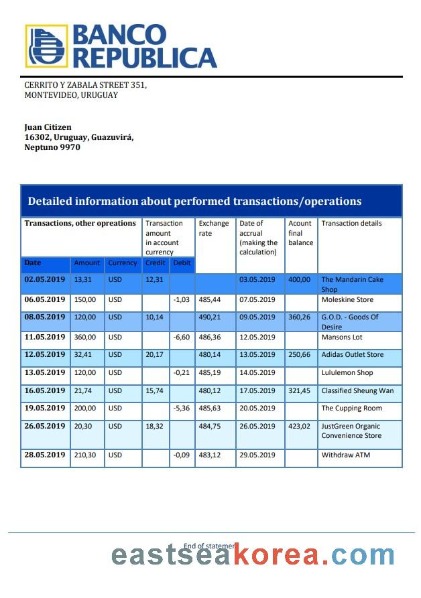 BANCO
REPUBLICA
CERRITO Y ZABALA STREET 351,
MONTEVIDEO, URUGUAY
Juan Citizen
16302, Uruguay, Guazuvirá,
Neptuno 9970
Detailed information about performed transactions/operations
Transactions, other opreations Transaction amount in account currency Exchange rate Date of accrual (making the calculation) Acount final balance Transaction details
Date Amount Currency Credit Debit
02.05.2019 13,31 USD 12,31 03.05.2019 400,00 The Mandarin Cake Shop
06.05.2019 150,00 USD -1,03 485,44 07.05.2019 Moleskine Store
08.05.2019 120,00 USD 10,14 490,21 09.05.2019 360,26 G.O.D. - Goods Of Desire
11.05.2019 360,00 USD -6,60 486,36 12.05.2019 Mansons Lot
12.05.2019 32,41 USD 20,17 480,14 13.05.2019 250,66 Adidas Outlet Store
13.05.2019 120,00 USD -0,21 485,19 14.05.2019 Lululemon Shop
16.05.2019 21,74 USD 15,74 480,12 17.05.2019 321,45 Classified Sheung Wan
19.05.2019 200,00 USD -5,36 485,63 20.05.2019 The Cupping Room
26.05.2019 20,30 USD 18,32 484,75 26.05.2019 423,02 JustGreen Organic Convenience Store
28.05.2019 210,30 USD -0,09 483,12 29.05.2019 Withdraw ATM
End of statement
eastseakorea.com